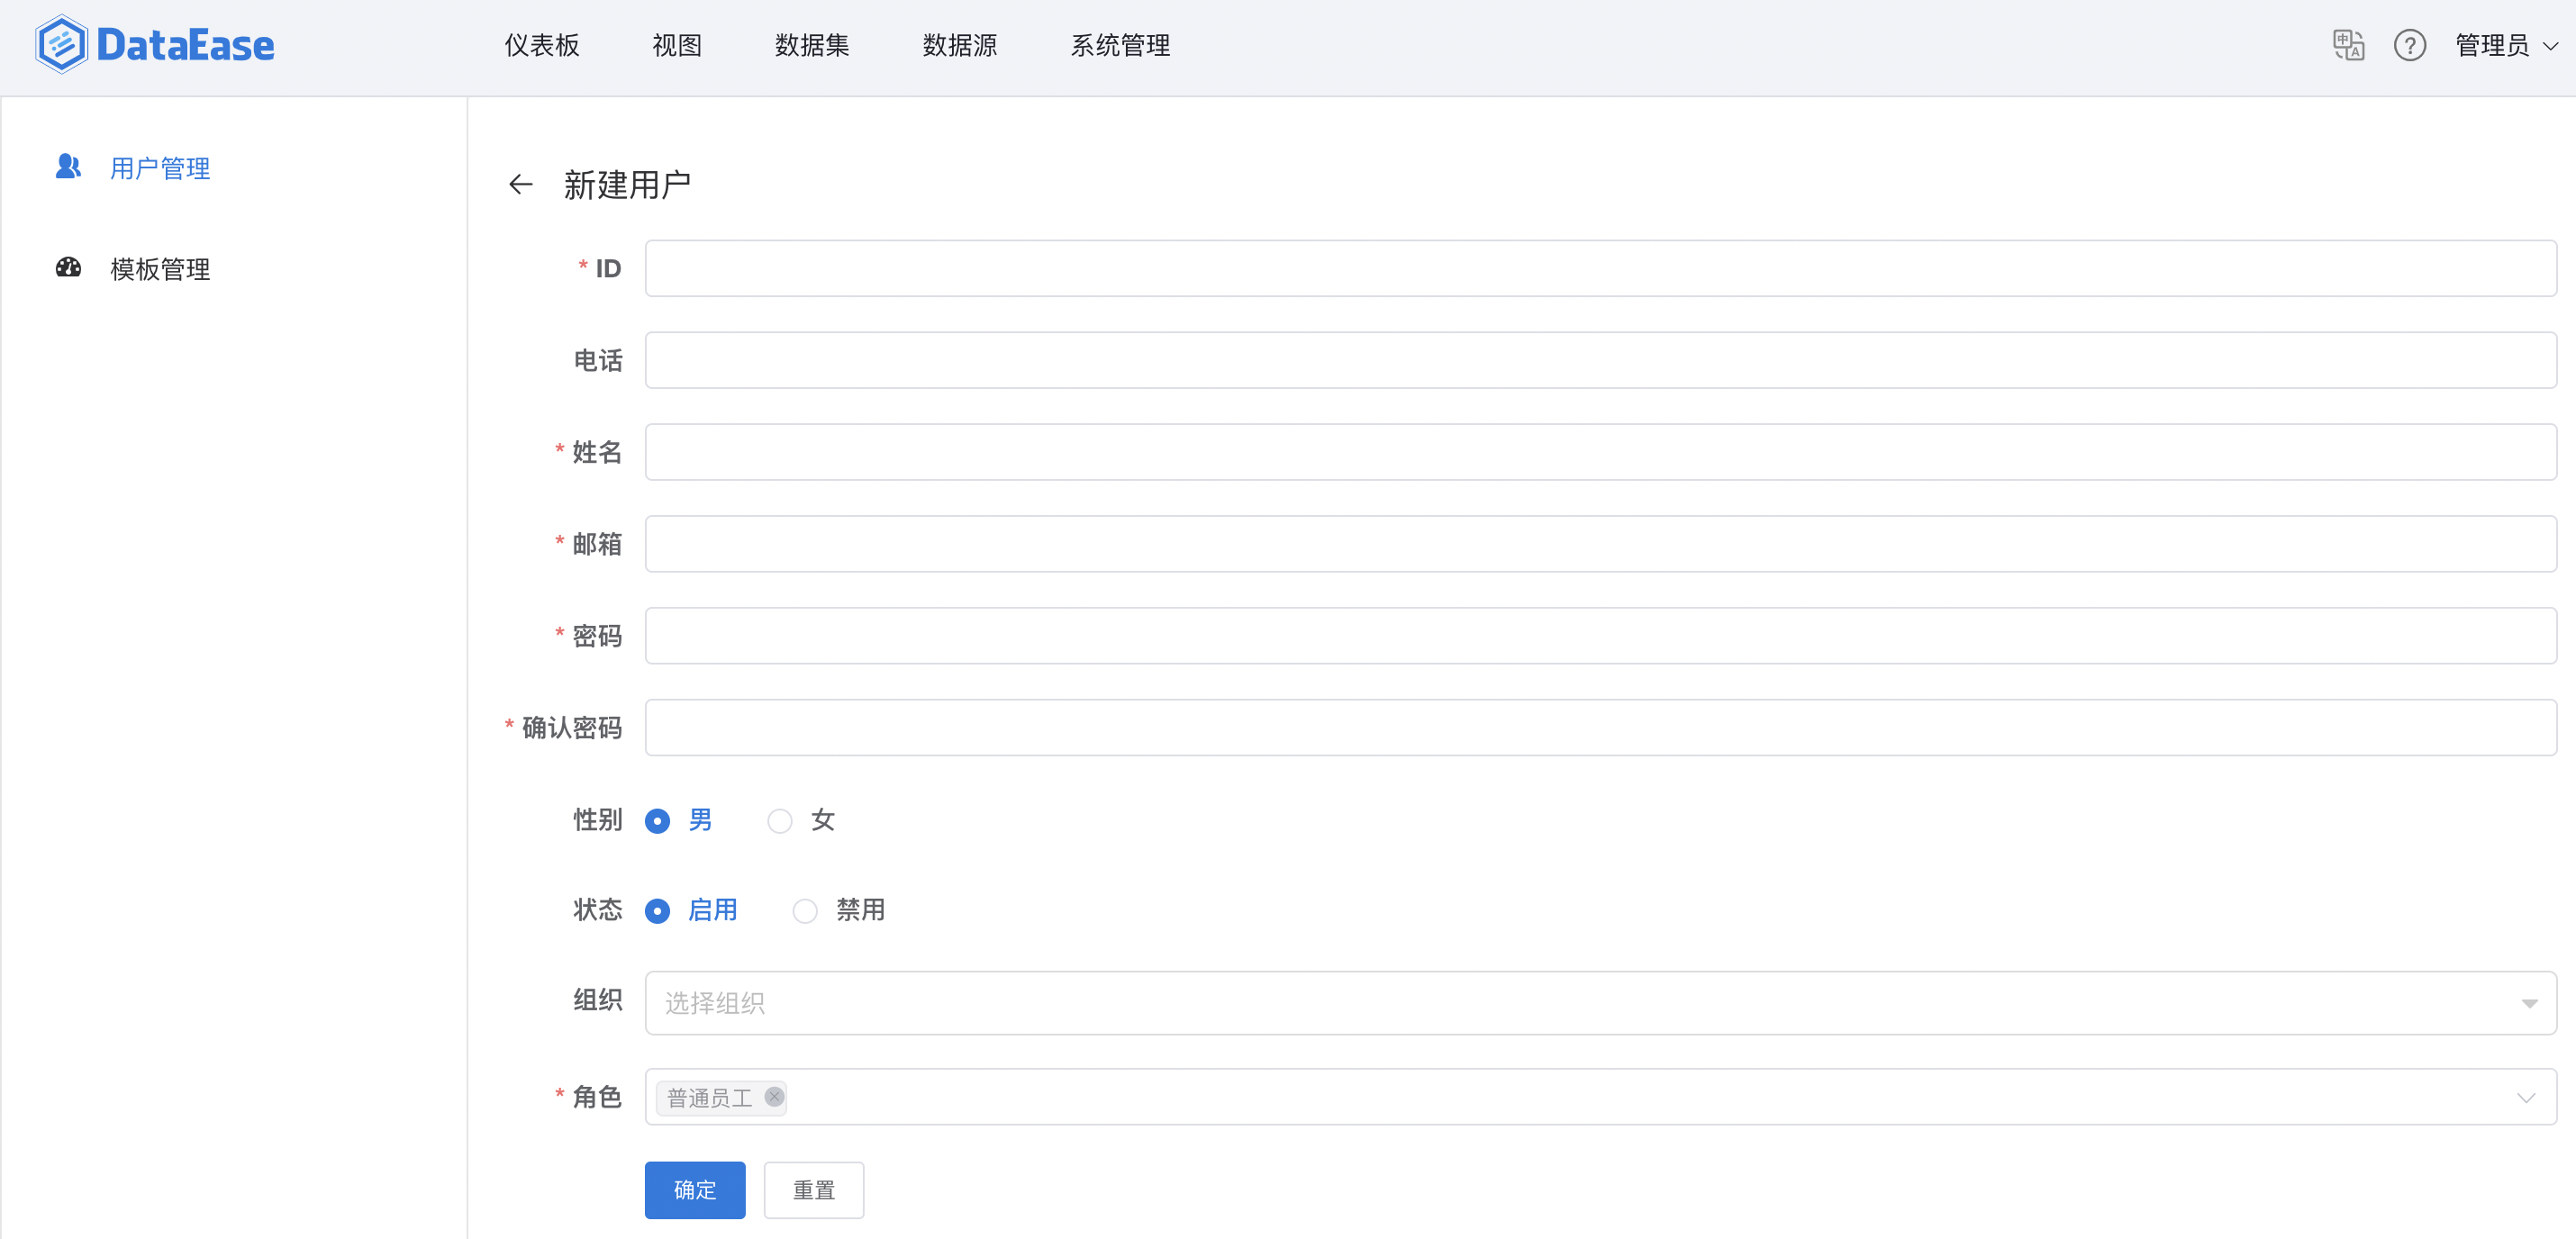 DataEase 仪表板 视图 数据集 数据源 系统管理 管理员
用户管理
模板管理
新建用户
* ID
电话
* 姓名
* 邮箱
* 密码
* 确认密码
性别 男 女
状态 启用 禁用
组织 选择组织
* 角色 普通员工
确定 重置